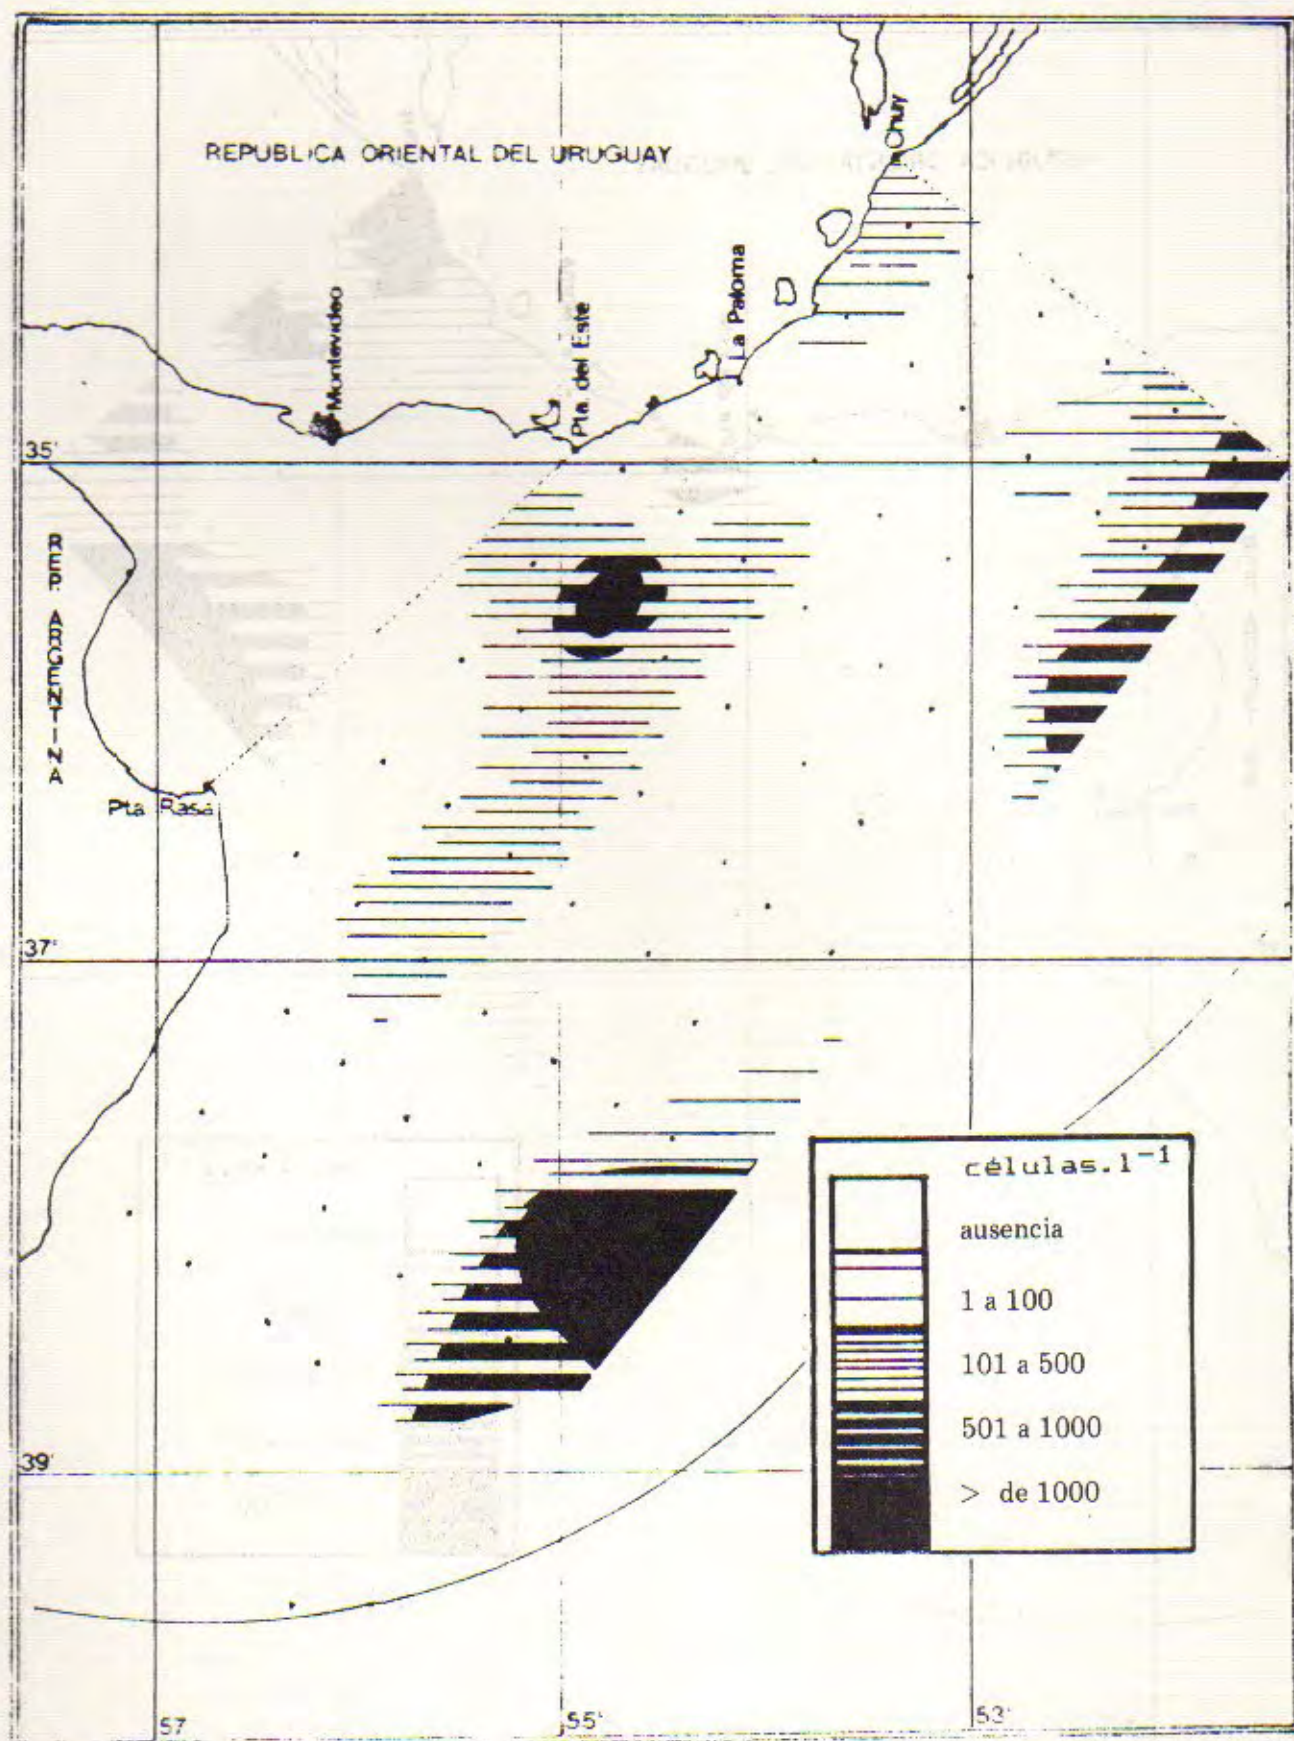 REPUBLICA ORIENTAL DEL URUGUAY
Chuy
La Paloma
Pta. del Este
Montevideo
35°
REP. ARGENTINA
Pta. Rasa
37°
39°
57
55°
53°
células.l⁻¹
ausencia
1 a 100
101 a 500
501 a 1000
> de 1000